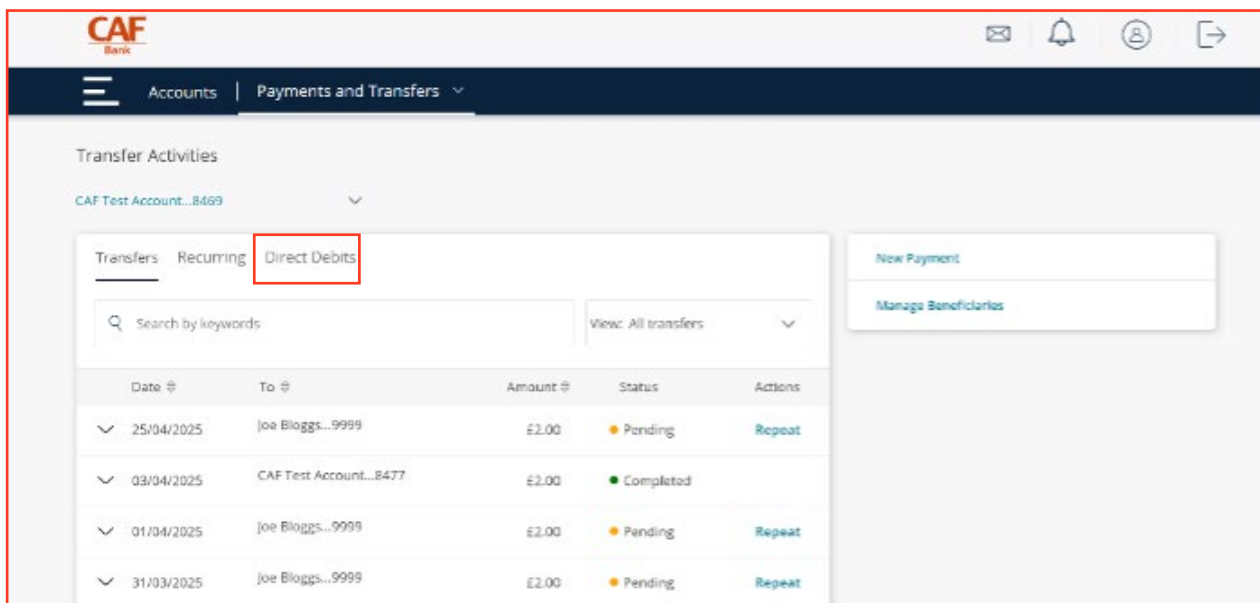 CAF
Bank
Accounts | Payments and Transfers
Transfer Activities
CAF Test Account...8469
Transfers Recurring Direct Debits
New Payment
Search by keywords View: All transfers
Manage Beneficiaries
Date To Amount Status Actions
25/04/2025 Joe Bloggs...9999 £2.00 Pending Repeat
03/04/2025 CAF Test Account...8477 £2.00 Completed
01/04/2025 Joe Bloggs...9999 £2.00 Pending Repeat
31/03/2025 Joe Bloggs...9999 £2.00 Pending Repeat